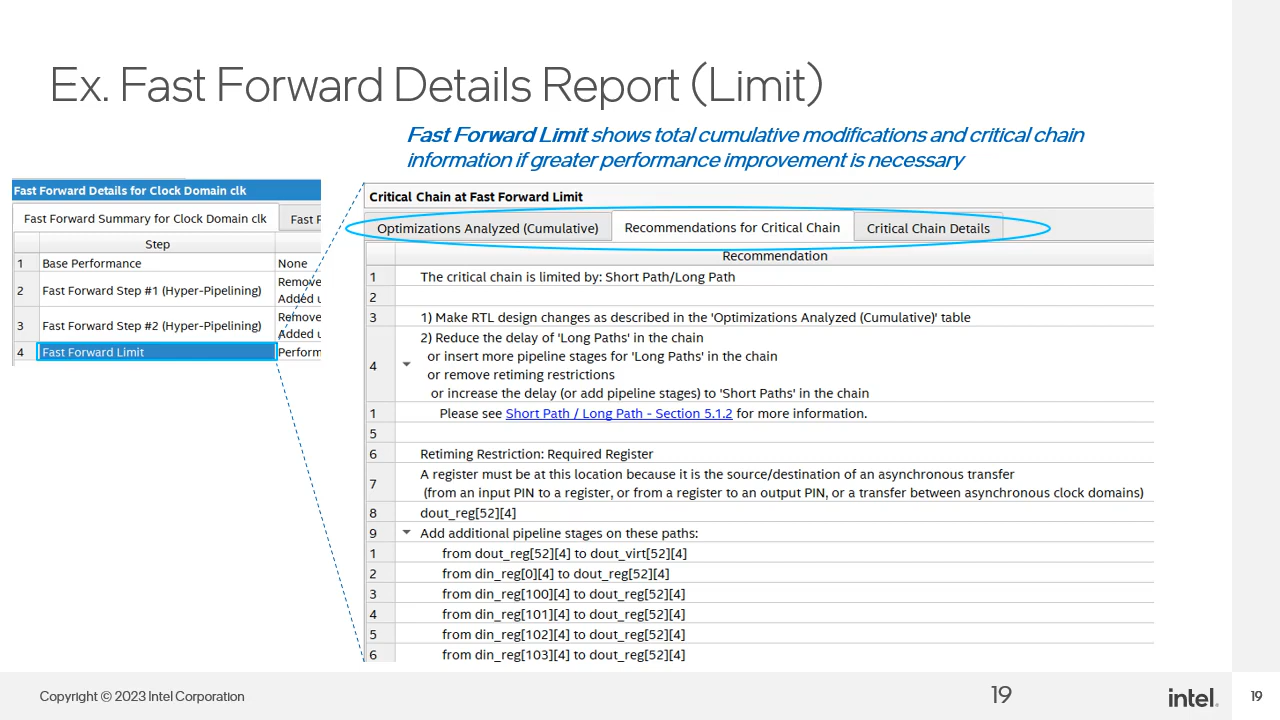 Ex. Fast Forward Details Report (Limit)
Fast Forward Limit shows total cumulative modifications and critical chain
information if greater performance improvement is necessary
Fast Forward Details for Clock Domain clk
Fast Forward Summary for Clock Domain clk
Fast F
Step
1 Base Performance None
2 Fast Forward Step #1 (Hyper-Pipelining) Remove
Added u
3 Fast Forward Step #2 (Hyper-Pipelining) Remove
Added u
4 Fast Forward Limit Perform
Critical Chain at Fast Forward Limit
Optimizations Analyzed (Cumulative) Recommendations for Critical Chain Critical Chain Details
Recommendation
1 The critical chain is limited by: Short Path/Long Path
2
3 1) Make RTL design changes as described in the 'Optimizations Analyzed (Cumulative)' table
4 2) Reduce the delay of 'Long Paths' in the chain
or insert more pipeline stages for 'Long Paths' in the chain
or remove retiming restrictions
or increase the delay (or add pipeline stages) to 'Short Paths' in the chain
1 Please see Short Path / Long Path - Section 5.1.2 for more information.
5
6 Retiming Restriction: Required Register
7 A register must be at this location because it is the source/destination of an asynchronous transfer
(from an input PIN to a register, or from a register to an output PIN, or a transfer between asynchronous clock domains)
8 dout_reg[52][4]
9 Add additional pipeline stages on these paths:
1 from dout_reg[52][4] to dout_virt[52][4]
2 from din_reg[0][4] to dout_reg[52][4]
3 from din_reg[100][4] to dout_reg[52][4]
4 from din_reg[101][4] to dout_reg[52][4]
5 from din_reg[102][4] to dout_reg[52][4]
6 from din_reg[103][4] to dout_reg[52][4]
Copyright © 2023 Intel Corporation
19
intel.
19